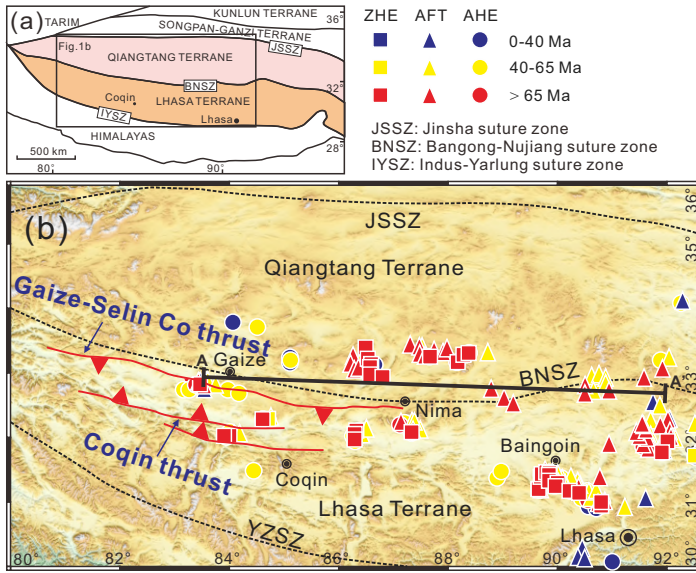 (a)
TARIM
KUNLUN TERRANE
SONGPAN-GANZI TERRANE
JSSZ
36°
Fig.1b
QIANGTANG TERRANE
BNSZ
32°
Coqin
LHASA TERRANE
IYSZ
Lhasa
HIMALAYAS
28°
500 km
80°
90°
ZHE AFT AHE
0-40 Ma
40-65 Ma
> 65 Ma
JSSZ: Jinsha suture zone
BNSZ: Bangong-Nujiang suture zone
IYSZ: Indus-Yarlung suture zone
(b)
JSSZ
36°
35°
Qiangtang Terrane
Gaize-Selin Co thrust
A
Gaize
BNSZ
A'
33°
Nima
Coqin thrust
32°
Baingoin
Coqin
Lhasa Terrane
31°
YZSZ
Lhasa
30°
80° 82° 84° 86° 88° 90° 92°